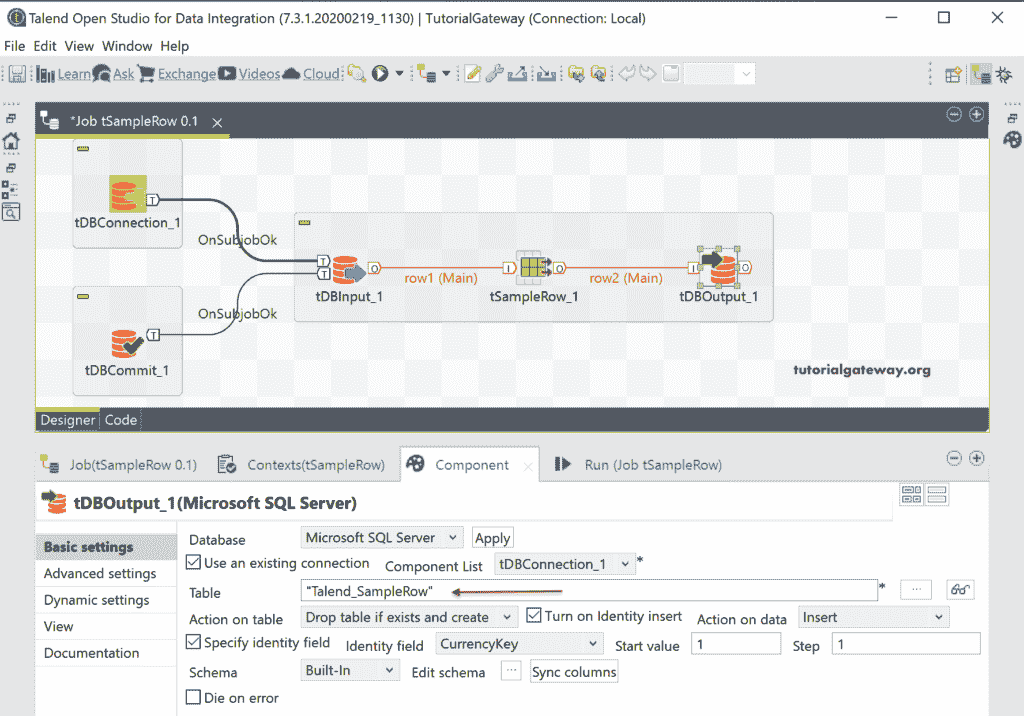 Talend Open Studio for Data Integration (7.3.1.20200219_1130) | TutorialGateway (Connection: Local)
File Edit View Window Help
Learn Ask Exchange Videos Cloud
*Job tSampleRow 0.1
tDBConnection_1
OnSubjobOk
T
T
T
O
row1 (Main)
I
O
row2 (Main)
I
O
tDBInput_1
tSampleRow_1
tDBOutput_1
OnSubjobOk
T
tDBCommit_1
tutorialgateway.org
Designer Code
Job(tSampleRow 0.1) Contexts(tSampleRow) Component Run (Job tSampleRow)
tDBOutput_1(Microsoft SQL Server)
Basic settings
Advanced settings
Dynamic settings
View
Documentation
Database Microsoft SQL Server Apply
Use an existing connection Component List tDBConnection_1 *
Table "Talend_SampleRow" * ...
Action on table Drop table if exists and create Turn on Identity insert Action on data Insert
Specify identity field Identity field CurrencyKey Start value 1 Step 1
Schema Built-In Edit schema ... Sync columns
Die on error